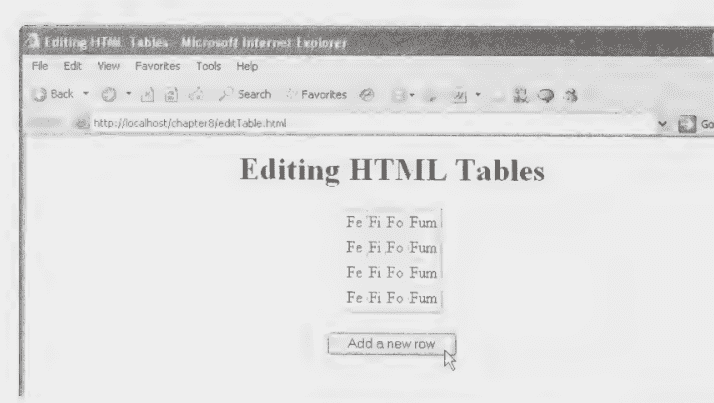 Editing HTML Tables - Microsoft Internet Explorer
File Edit View Favorites Tools Help
Back Search Favorites
http://localhost/chapter8/editTable.html Go
Editing HTML Tables
Fe Fi Fo Fum
Fe Fi Fo Fum
Fe Fi Fo Fum
Fe Fi Fo Fum
Add a new row